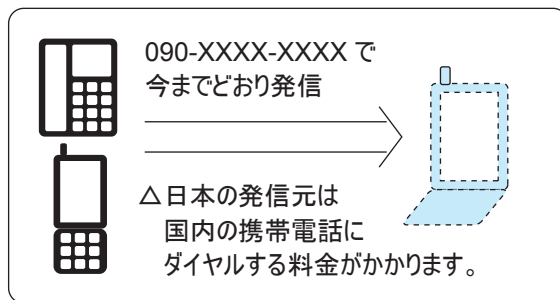 090-XXXX-XXXX で
今までどおり発信
△日本の発信元は
国内の携帯電話に
ダイヤルする料金がかかります。